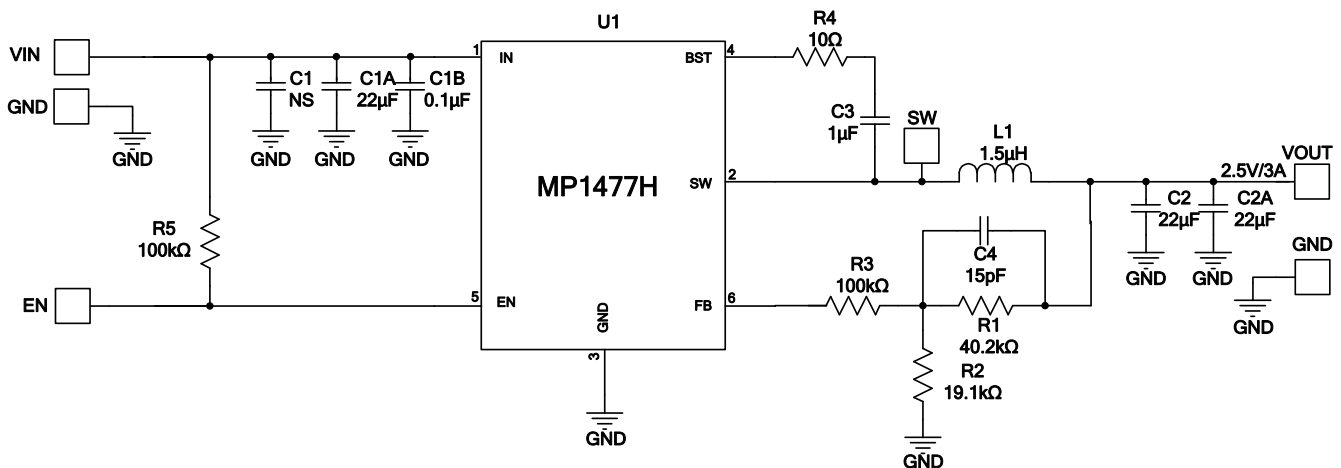 U1
VIN
1
IN
BST
4
R4
10Ω
C1
NS
C1A
22µF
C1B
0.1µF
GND
GND
GND
GND
GND
C3
1µF
SW
L1
1.5µH
VOUT
2.5V/3A
MP1477H
SW
2
R5
100kΩ
C2
22µF
C2A
22µF
GND
GND
GND
GND
C4
15pF
R3
100kΩ
EN
5
EN
FB
6
R1
40.2kΩ
GND
3
R2
19.1kΩ
GND
GND